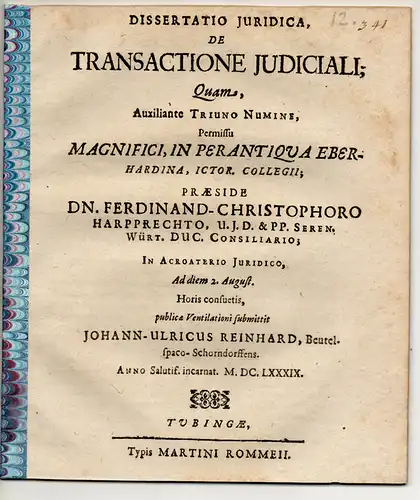 12. 341
DISSERTATIO JURIDICA,
DE
TRANSACTIONE JUDICIALI;
Quam,
Auxiliante TRIUNO NUMINE,
Permissu
MAGNIFICI, IN PERANTIQVA EBER-
HARDINA, ICTOR. COLLEGII;
PRÆSIDE
DN. FERDINAND-CHRISTOPHORO
HARPPRECHTO, U.J.D. & PP. SEREN.
WÜRT. DUC. CONSILIARIO;
IN ACROATERIO JURIDICO,
Ad diem 2. August.
Horis consuetis,
publicæ Ventilationi submittit
JOHANN-ULRICUS REINHARD, Beutel-
spaco-Schorndorffens.
ANNO Salutif. incarnat. M. DC. LXXXIX.
TVBINGÆ,
Typis MARTINI ROMMEII.